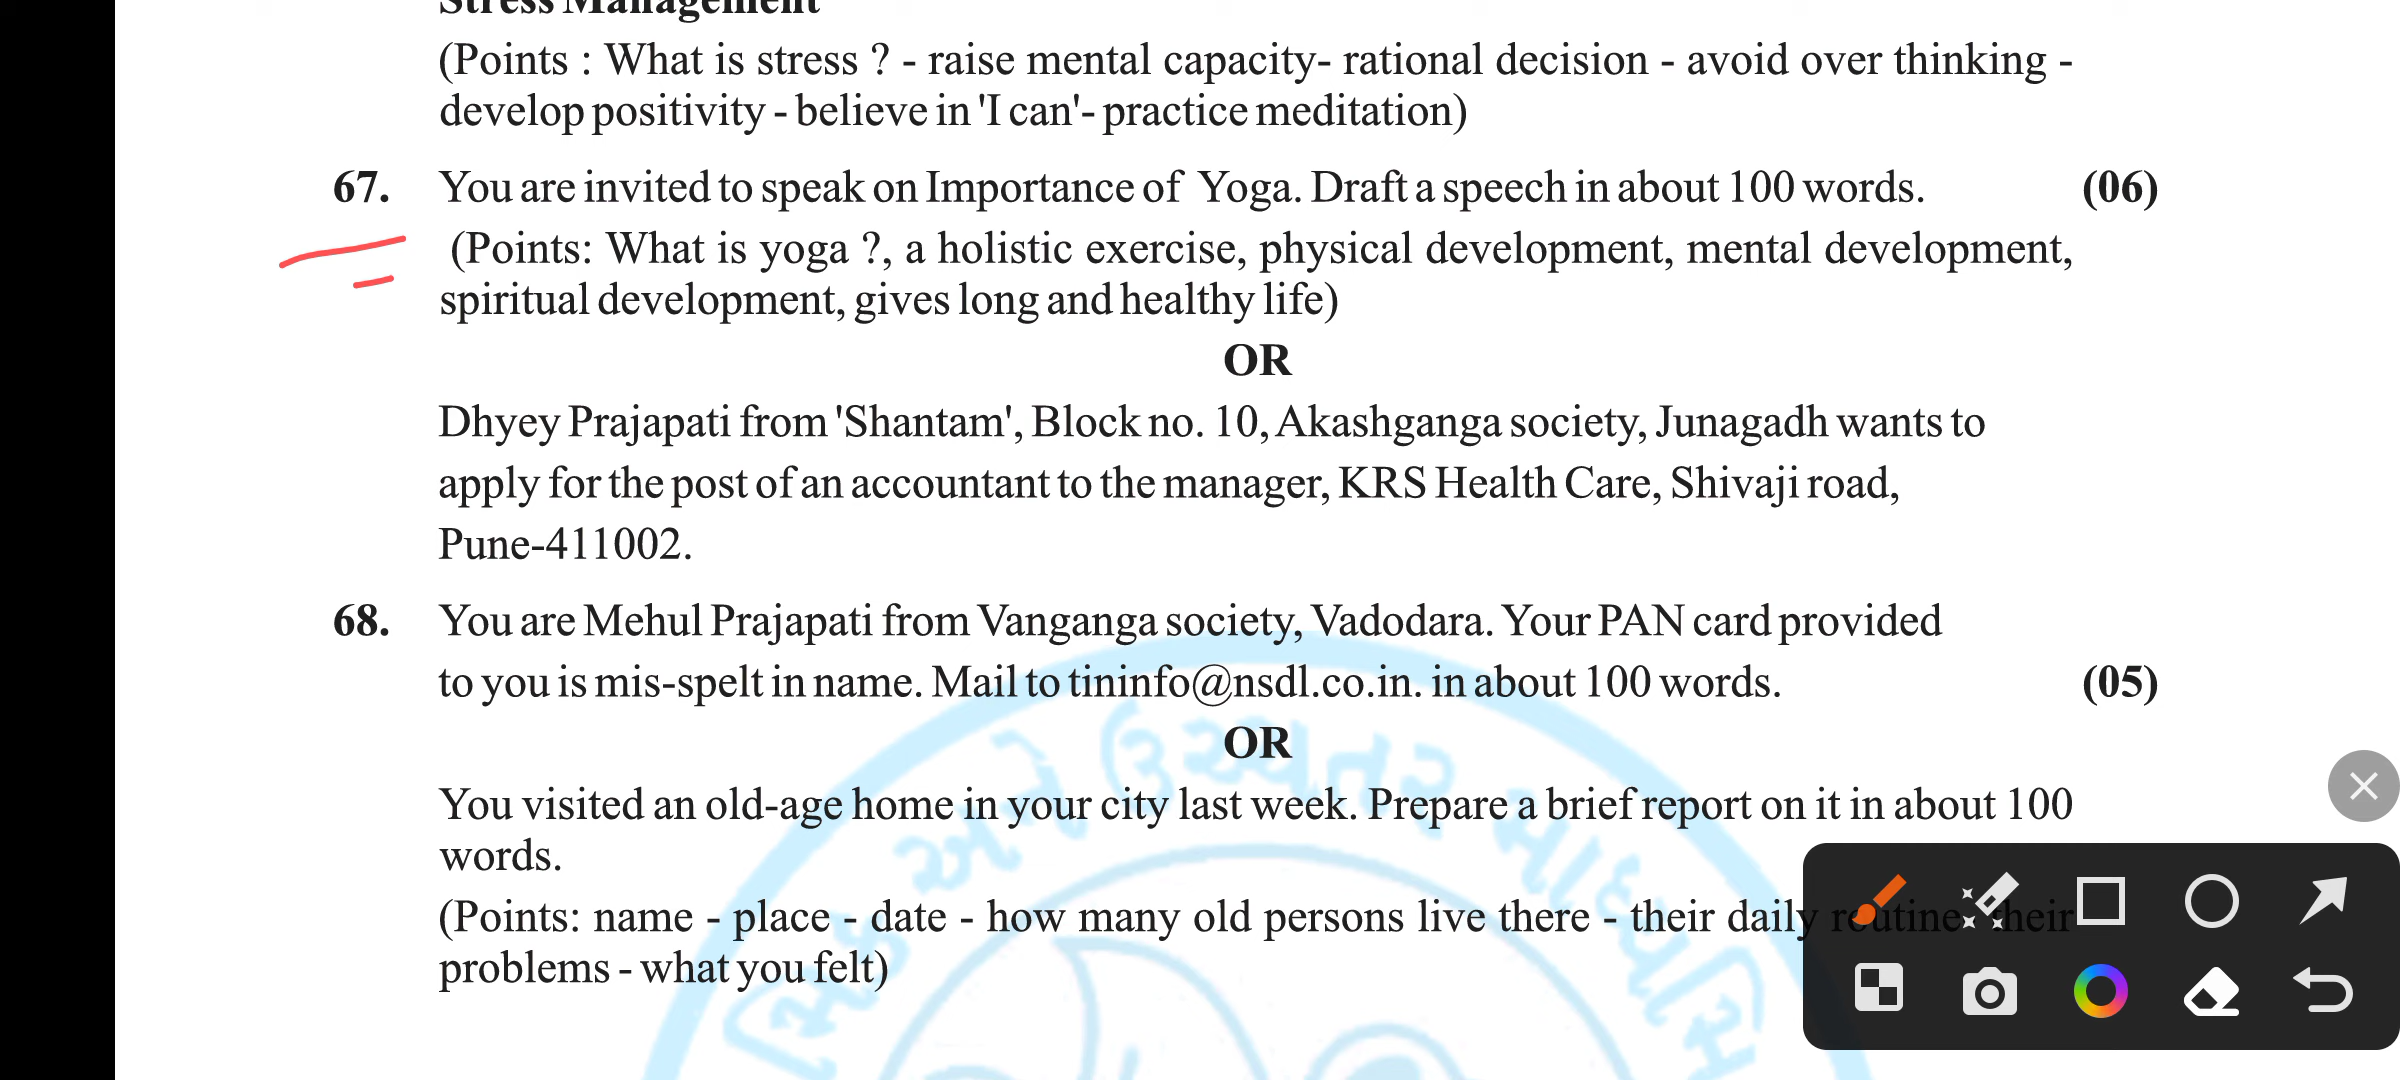 Stress Management
(Points : What is stress ? - raise mental capacity- rational decision - avoid over thinking -
develop positivity - believe in 'I can'- practice meditation)
67. You are invited to speak on Importance of Yoga. Draft a speech in about 100 words. (06)
(Points: What is yoga ?, a holistic exercise, physical development, mental development,
spiritual development, gives long and healthy life)
OR
Dhyey Prajapati from 'Shantam', Block no. 10, Akashganga society, Junagadh wants to
apply for the post of an accountant to the manager, KRS Health Care, Shivaji road,
Pune-411002.
68. You are Mehul Prajapati from Vanganga society, Vadodara. Your PAN card provided
to you is mis-spelt in name. Mail to tininfo@nsdl.co.in. in about 100 words. (05)
OR
You visited an old-age home in your city last week. Prepare a brief report on it in about 100
words.
(Points: name - place - date - how many old persons live there - their daily routine their
problems - what you felt)
અને ઉચ્ચતર માધ્યમિ